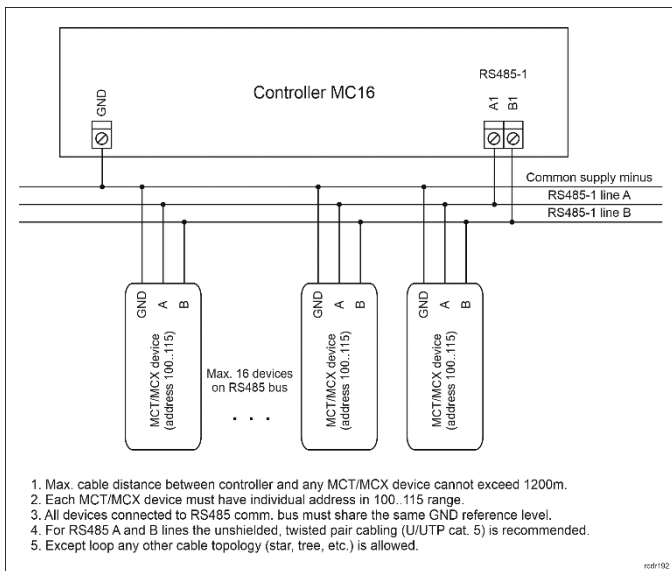 Controller MC16
RS485-1
GND
A1
B1
Common supply minus
RS485-1 line A
RS485-1 line B
GND
A
B
MCT/MCX device
(address 100..115)
Max. 16 devices
on RS485 bus
. . .
GND
A
B
MCT/MCX device
(address 100..115)
GND
A
B
MCT/MCX device
(address 100..115)
1. Max. cable distance between controller and any MCT/MCX device cannot exceed 1200m.
2. Each MCT/MCX device must have individual address in 100..115 range.
3. All devices connected to RS485 comm. bus must share the same GND reference level.
4. For RS485 A and B lines the unshielded, twisted pair cabling (U/UTP cat. 5) is recommended.
5. Except loop any other cable topology (star, tree, etc.) is allowed.
rcdr192